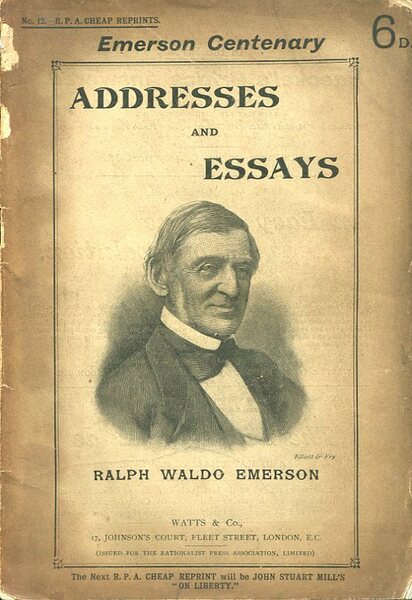 No. 12.—R. P. A. CHEAP REPRINTS.
6D.
Emerson Centenary
ADDRESSES
AND
ESSAYS
Elliott & Fry
RALPH WALDO EMERSON
WATTS & Co.,
17, JOHNSON'S COURT, FLEET STREET, LONDON, E.C.
(ISSUED FOR THE RATIONALIST PRESS ASSOCIATION, LIMITED)
The Next R. P. A. CHEAP REPRINT will be JOHN STUART MILL'S
"ON LIBERTY."